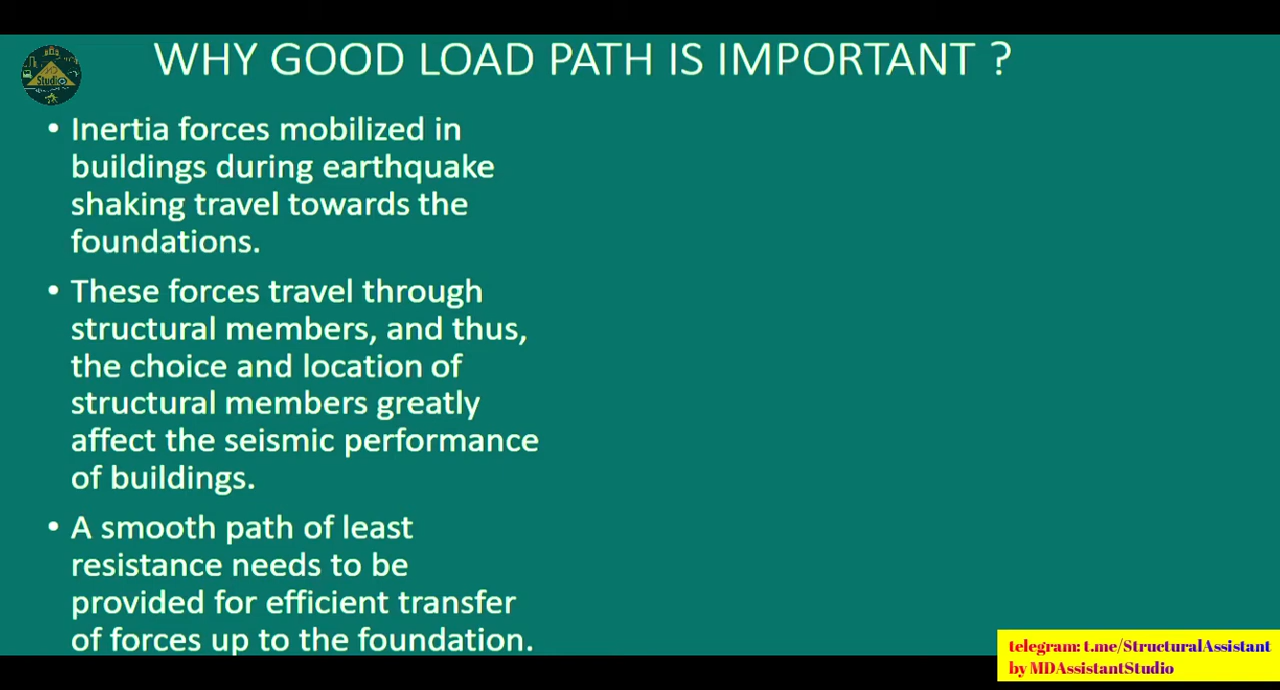 WHY GOOD LOAD PATH IS IMPORTANT ?
Studio
• Inertia forces mobilized in
buildings during earthquake
shaking travel towards the
foundations.
• These forces travel through
structural members, and thus,
the choice and location of
structural members greatly
affect the seismic performance
of buildings.
• A smooth path of least
resistance needs to be
provided for efficient transfer
of forces up to the foundation.
telegram: t.me/StructuralAssistant
by MDAssistantStudio